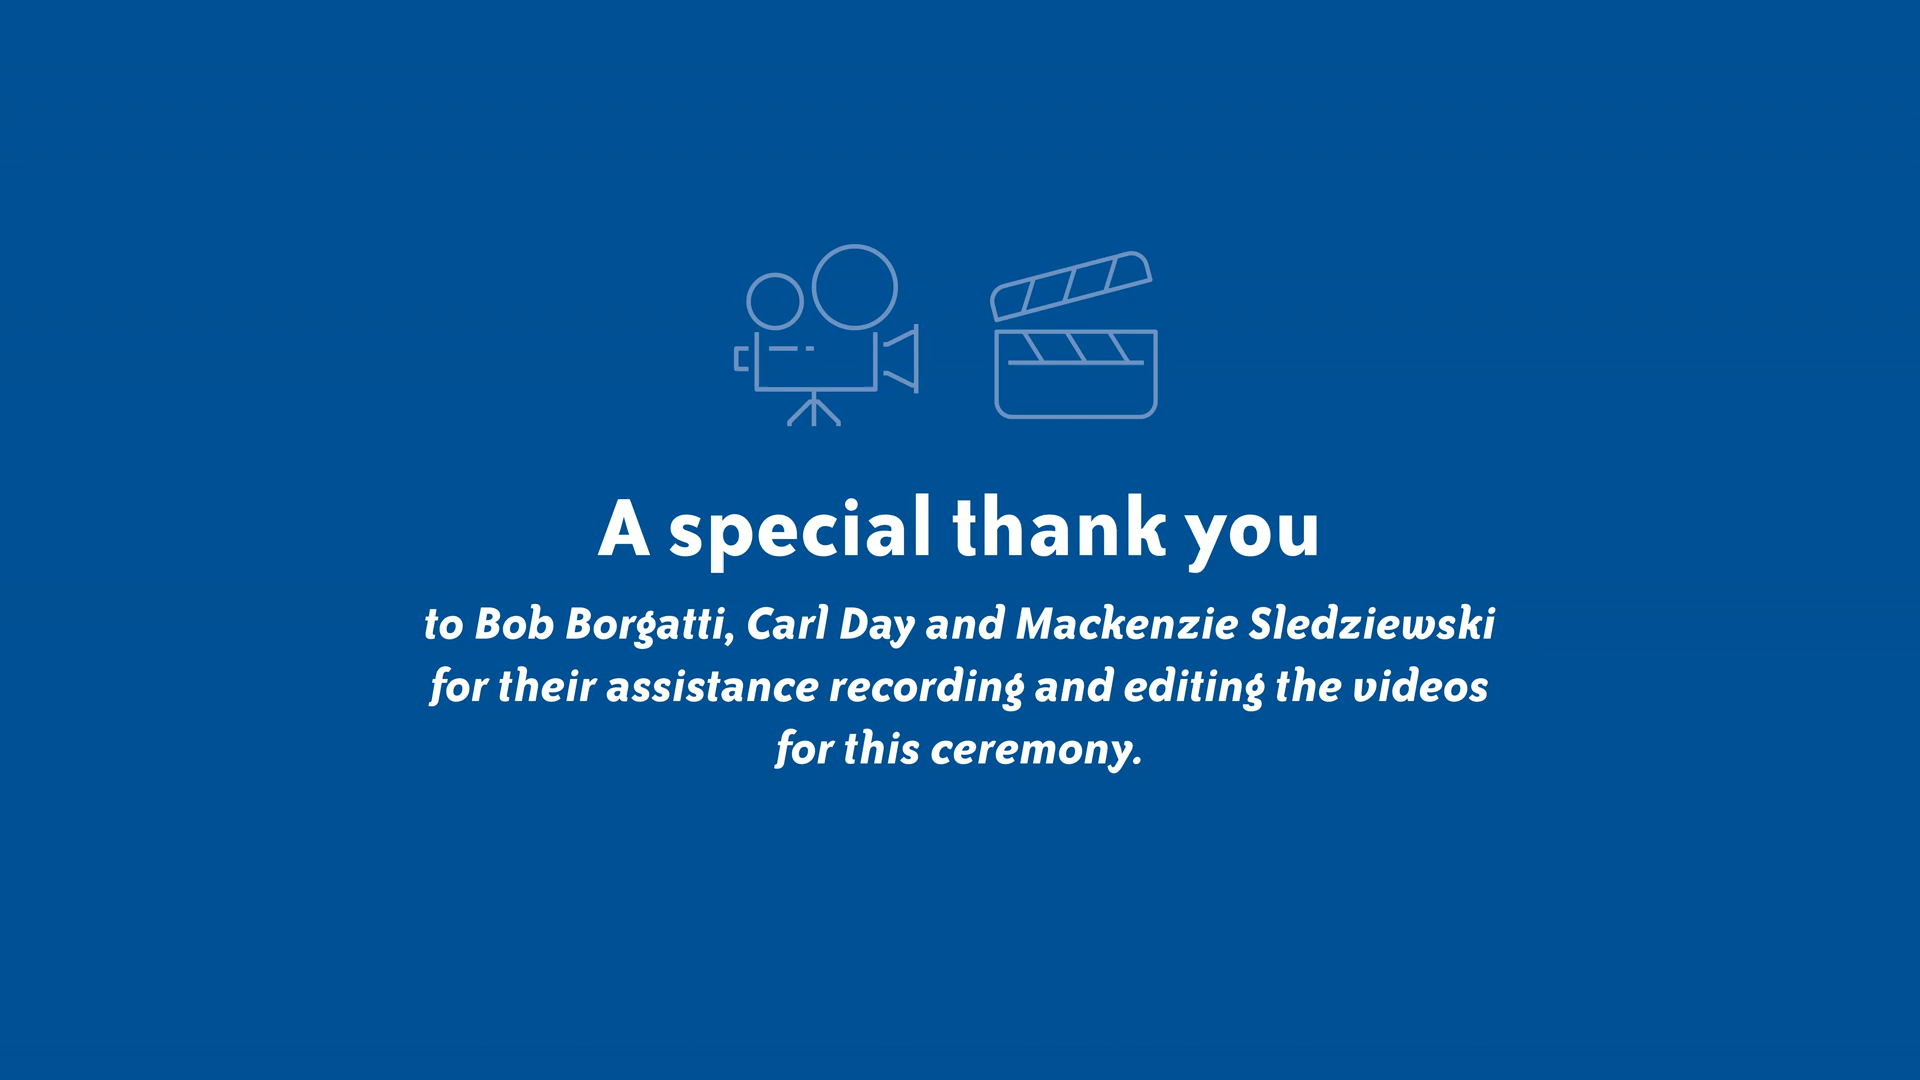 A special thank you
to Bob Borgatti, Carl Day and Mackenzie Sledziewski
for their assistance recording and editing the videos
for this ceremony.